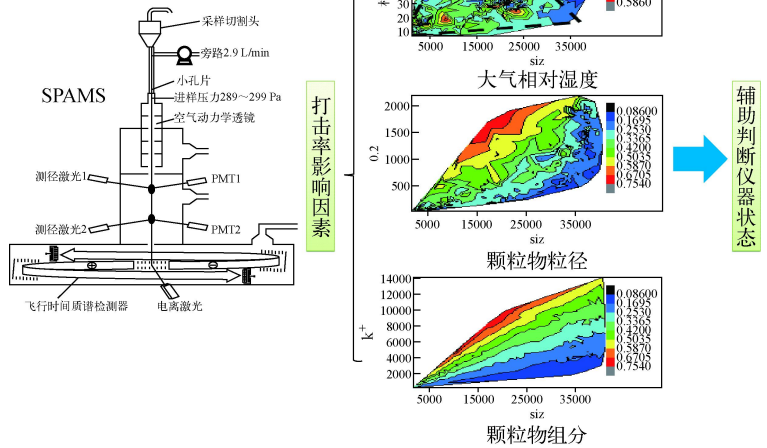 采样切割头
旁路2.9 L/min
小孔片
进样压力289～299 Pa
空气动力学透镜
SPAMS
测径激光1
PMT1
测径激光2
PMT2
飞行时间质谱检测器
电离激光
打击率影响因素
30
20
10
0.5860
5000 15000 25000 35000
siz
大气相对湿度
2000
1500
1000
500
0.2
0.08600
0.1695
0.2530
0.3365
0.4200
0.5035
0.5870
0.6705
0.7540
5000 15000 25000 35000
siz
颗粒物粒径
14000
12000
10000
8000
6000
4000
2000
k+
0.08600
0.1695
0.2530
0.3365
0.4200
0.5035
0.5870
0.6705
0.7540
5000 15000 25000 35000
siz
颗粒物组分
辅助判断仪器状态